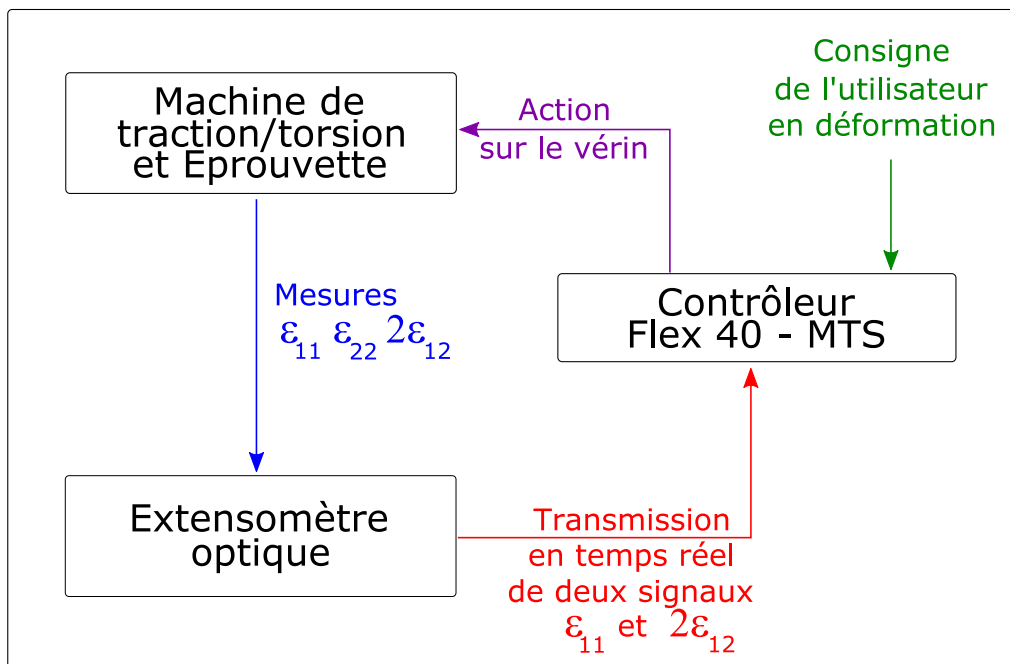 Machine de
traction/torsion
et Eprouvette
Action
sur le vérin
Consigne
de l'utilisateur
en déformation
Contrôleur
Flex 40 - MTS
Mesures
ε11 ε22 2ε12
Extensomètre
optique
Transmission
en temps réel
de deux signaux
ε11 et 2ε12